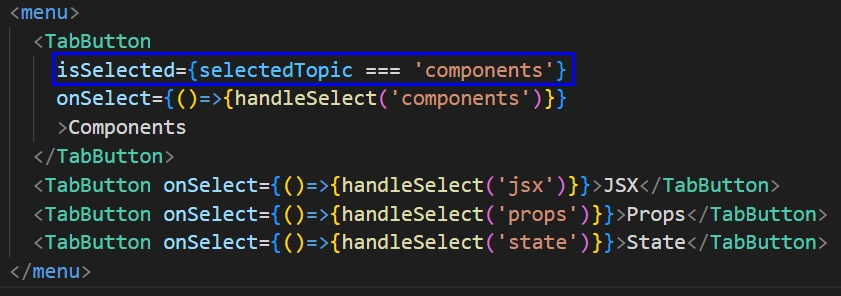 <menu>
<TabButton
isSelected={selectedTopic === 'components'}
onSelect={()=>{handleSelect('components')}}
>Components
</TabButton>
<TabButton onSelect={()=>{handleSelect('jsx')}}>JSX</TabButton>
<TabButton onSelect={()=>{handleSelect('props')}}>Props</TabButton>
<TabButton onSelect={()=>{handleSelect('state')}}>State</TabButton>
</menu>